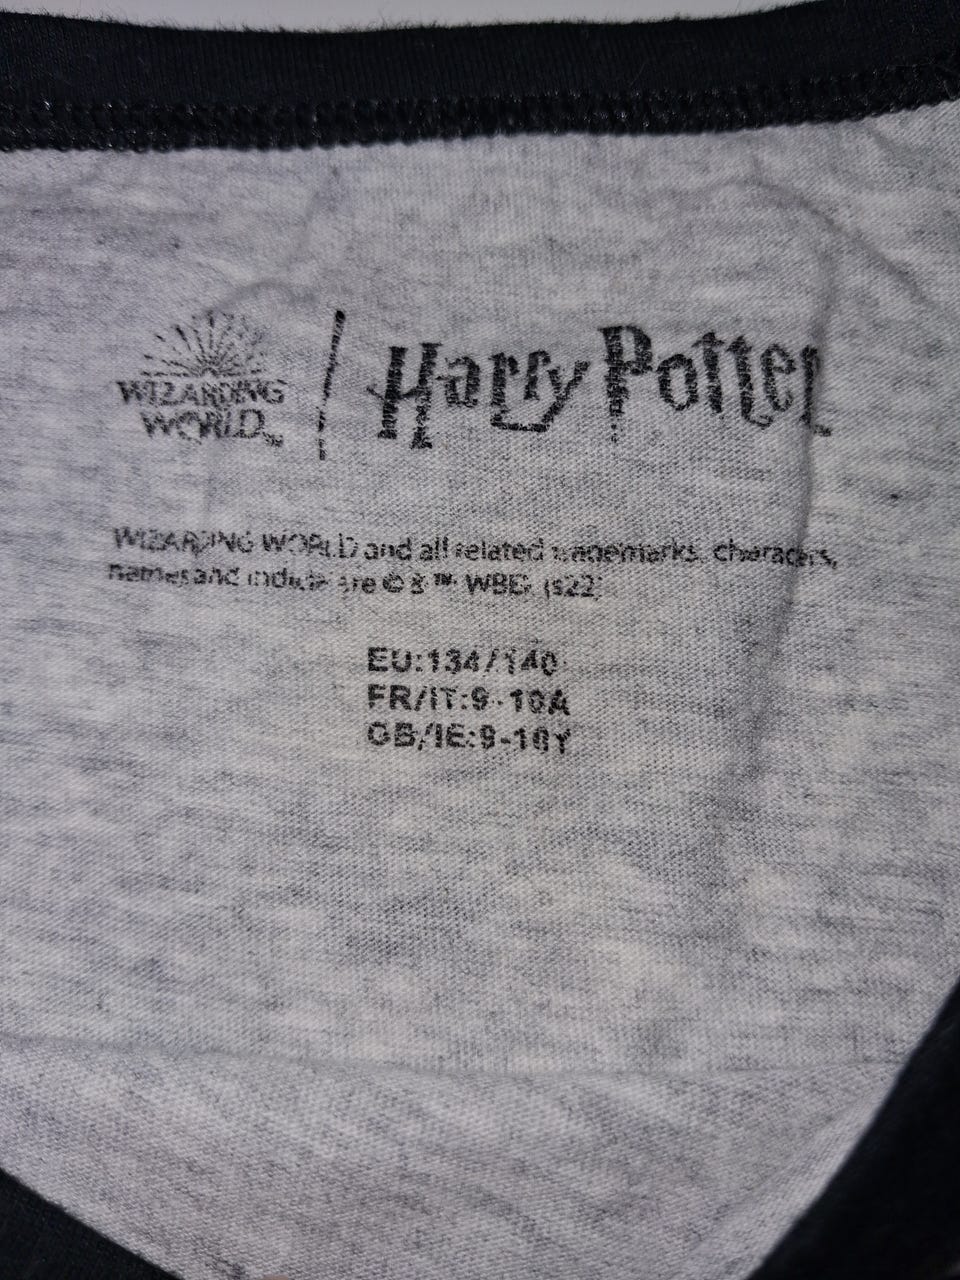 WIZARDING
WORLD
Harry Potter
WIZARDING WORLD and all related trademarks, characters,
names and indicia are © & ™ WBEI (s22)
EU:134/140
FR/IT:9-10A
GB/IE:9-10Y